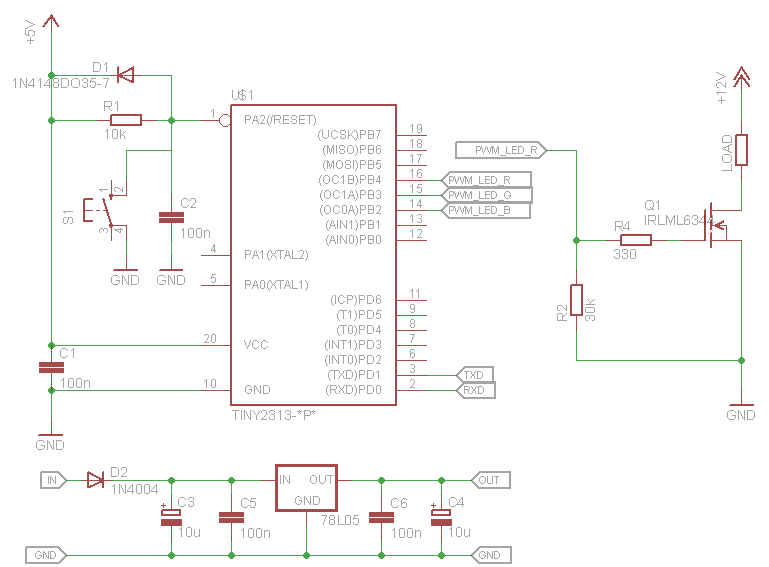 +5V
D1
1N4148DO35-7
R1
10k
1
U$1
PA2(/RESET)
(UCSK)PB7
19
(MISO)PB6
18
(MOSI)PB5
17
(OC1B)PB4
16
PWM_LED_R
(OC1A)PB3
15
PWM_LED_G
(OC0A)PB2
14
PWM_LED_B
(AIN1)PB1
13
(AIN0)PB0
12
S1
1
2
3
4
C2
100n
GND
GND
4
PA1(XTAL2)
5
PA0(XTAL1)
(ICP)PD6
11
(T1)PD5
9
(T0)PD4
8
(INT1)PD3
7
(INT0)PD2
6
(TXD)PD1
3
TXD
(RXD)PD0
2
RXD
20
VCC
10
GND
C1
100n
GND
TINY2313-*P*
PWM_LED_R
+12V
LOAD
Q1
IRLML6344
R4
330
R2
30k
GND
IN
D2
1N4004
C3
+
10u
C5
100n
IN
OUT
GND
78L05
C6
100n
C4
+
10u
OUT
GND
GND